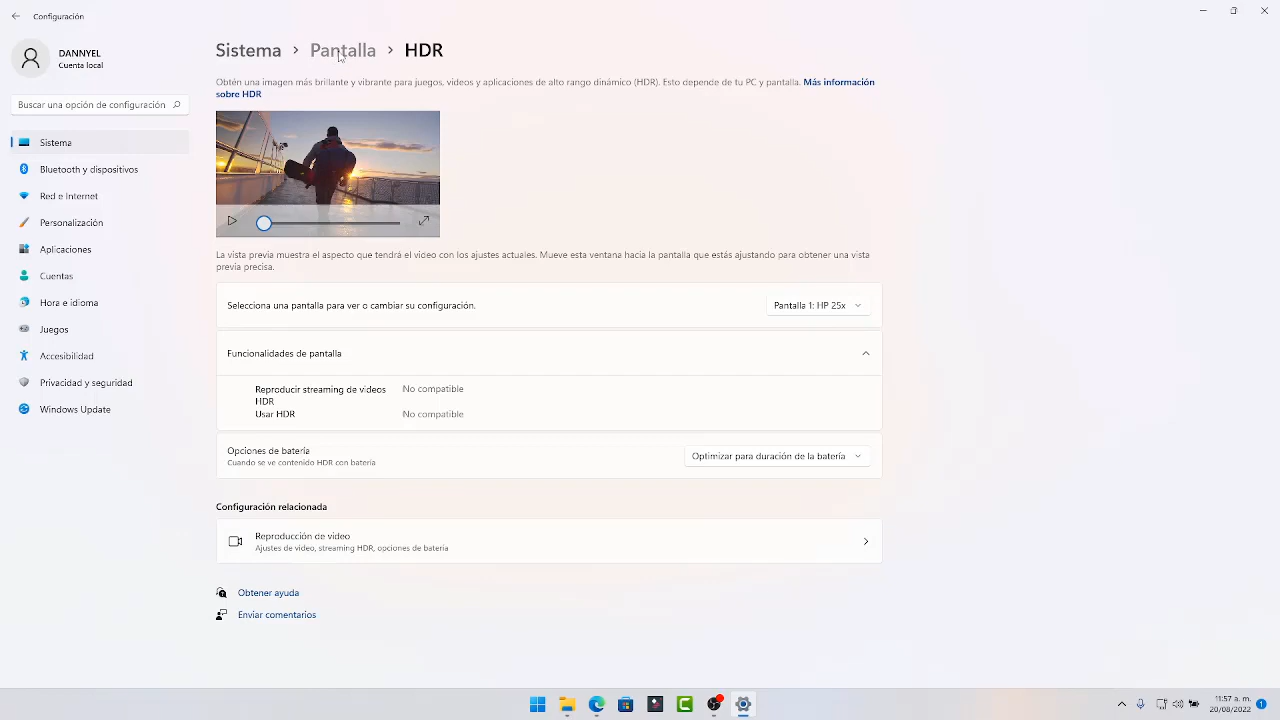 Configuración
DANNYEL
Cuenta local
Buscar una opción de configuración
Sistema
Bluetooth y dispositivos
Red e Internet
Personalización
Aplicaciones
Cuentas
Hora e idioma
Juegos
Accesibilidad
Privacidad y seguridad
Windows Update
Sistema > Pantalla > HDR
Obtén una imagen más brillante y vibrante para juegos, vídeos y aplicaciones de alto rango dinámico (HDR). Esto depende de tu PC y pantalla. Más información
sobre HDR
La vista previa muestra el aspecto que tendrá el vídeo con los ajustes actuales. Mueve esta ventana hacia la pantalla que estás ajustando para obtener una vista
previa precisa.
Selecciona una pantalla para ver o cambiar su configuración.
Pantalla 1: HP 25x
Funcionalidades de pantalla
Reproducir streaming de vídeos
HDR
No compatible
Usar HDR
No compatible
Opciones de batería
Cuando se ve contenido HDR con batería
Optimizar para duración de la batería
Configuración relacionada
Reproducción de vídeo
Ajustes de vídeo, streaming HDR, opciones de batería
Obtener ayuda
Enviar comentarios
11:57 a. m.
20/08/2022
1